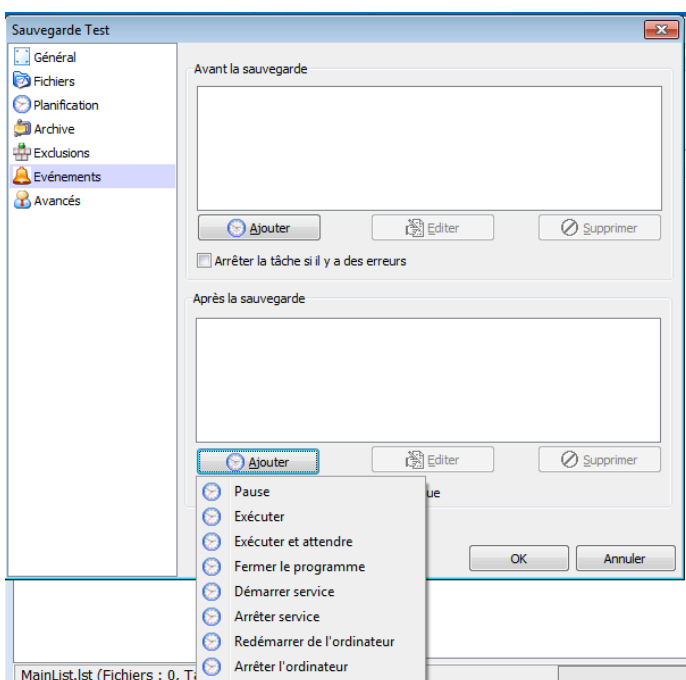 Sauvegarde Test
Général
Fichiers
Planification
Archive
Exclusions
Evénements
Avancés
Avant la sauvegarde
Ajouter
Editer
Supprimer
Arrêter la tâche si il y a des erreurs
Après la sauvegarde
Ajouter
Editer
Supprimer
ue
Pause
Exécuter
Exécuter et attendre
Fermer le programme
Démarrer service
Arrêter service
Redémarrer de l'ordinateur
Arrêter l'ordinateur
OK
Annuler
MainList.lst (Fichiers : 0, Tâ